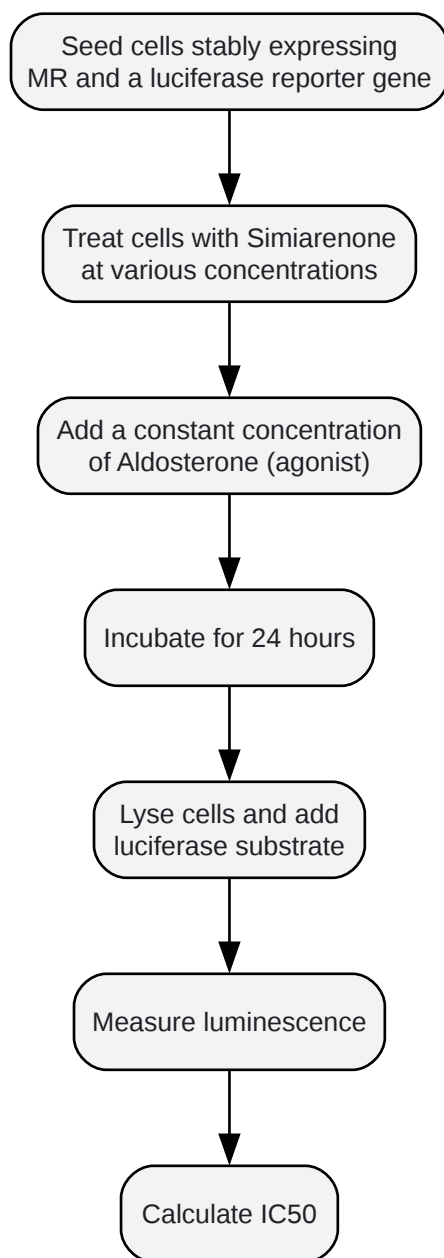 Seed cells stably expressing
MR and a luciferase reporter gene
Treat cells with Simiarenone
at various concentrations
Add a constant concentration
of Aldosterone (agonist)
Incubate for 24 hours
Lyse cells and add
luciferase substrate
Measure luminescence
Calculate IC50